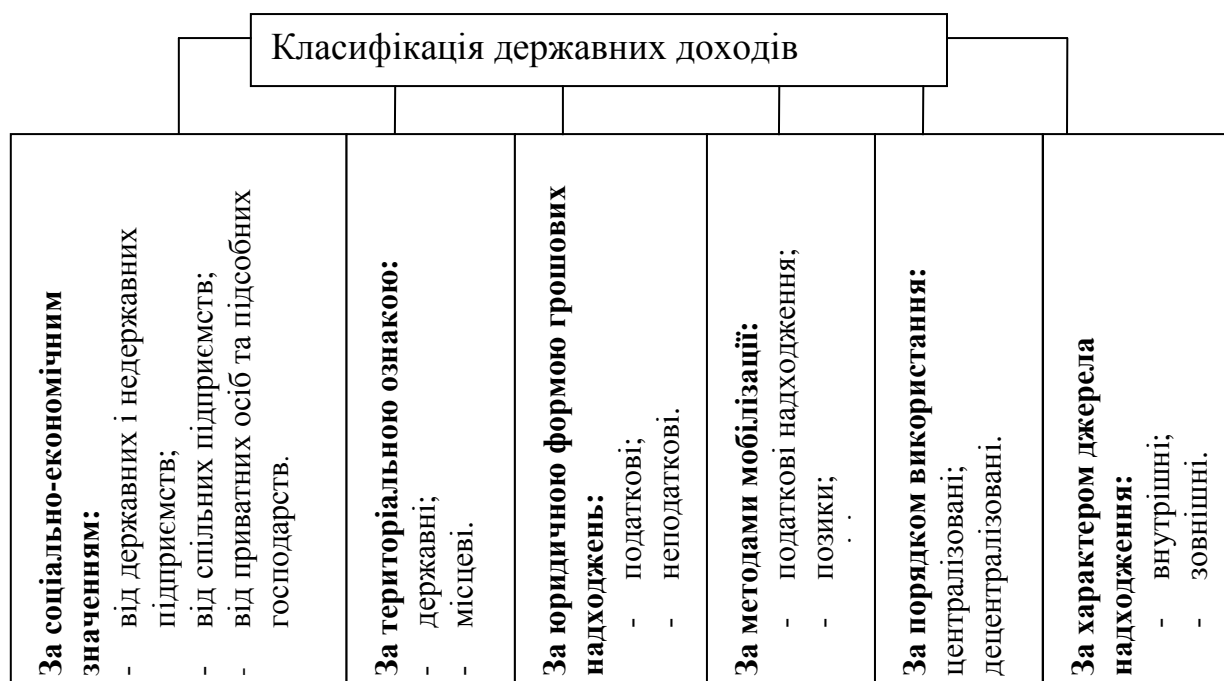 Класифікація державних доходів
За соціально-економічним
значенням:
- від державних і недержавних
підприємств;
- від спільних підприємств;
- від приватних осіб та підсобних
господарств.
За територіальною ознакою:
- державні;
- місцеві.
За юридичною формою грошових
надходжень:
- податкові;
- неподаткові.
За методами мобілізації:
- податкові надходження;
- позики;
За порядком використання:
централізовані;
децентралізовані.
За характером джерела
надходження:
- внутрішні;
- зовнішні.